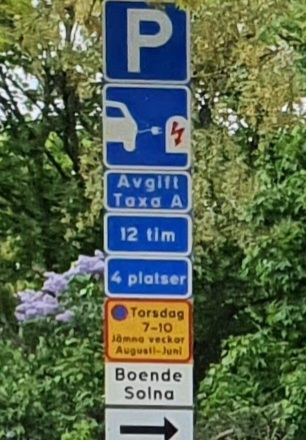 P
Avgift
Taxa A
12 tim
4 platser
Torsdag
7-10
Jämna veckor
Augusti-Juni
Boende
Solna